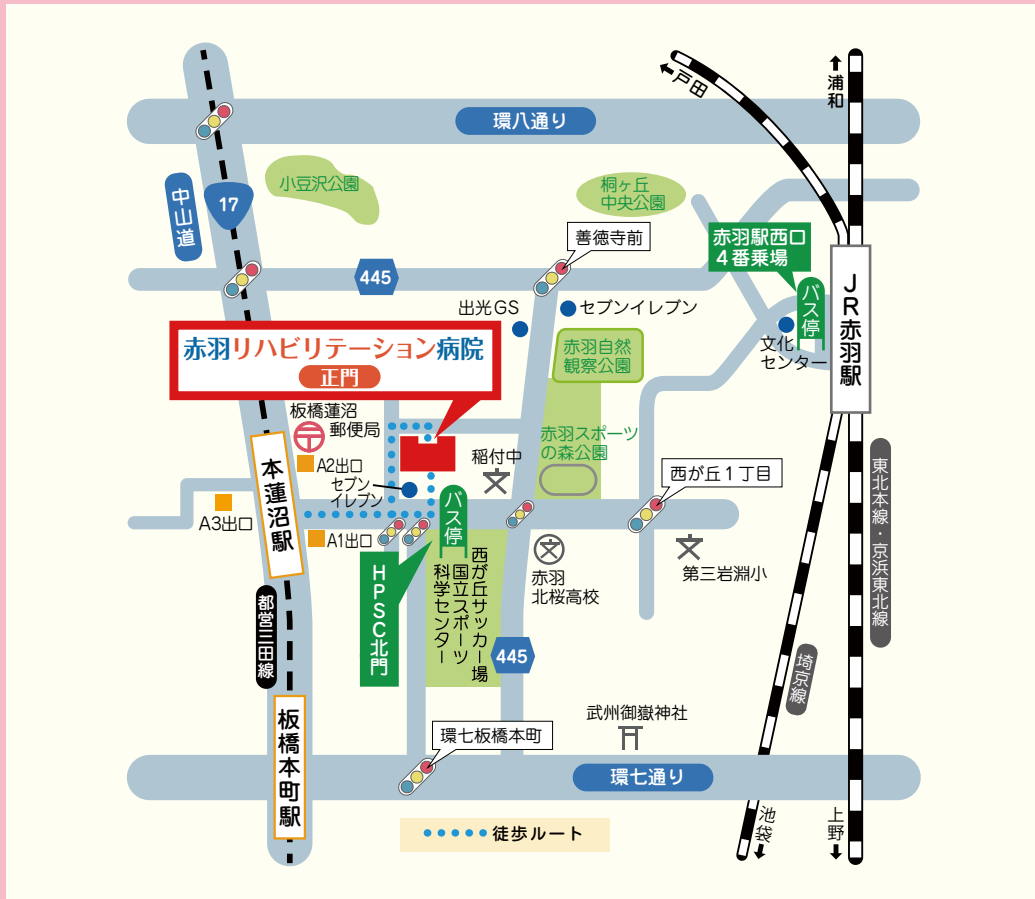 浦和
戸田
環八通り
中山道
17
小豆沢公園
桐ヶ丘
中央公園
善徳寺前
赤羽駅西口
4番乗場
445
バス停
JR赤羽駅
出光GS
セブンイレブン
文化
センター
赤羽自然
観察公園
赤羽リハビリテーション病院
正門
板橋蓮沼
郵便局
A2出口
セブン
イレブン
稲付中
赤羽スポーツ
の森公園
西が丘1丁目
本蓮沼駅
A3出口
A1出口
バス停
HPSC北門
西が丘サッカー場
国立スポーツ
科学センター
赤羽
北桜高校
第三岩淵小
東北本線・京浜東北線
都営三田線
445
埼京線
板橋本町駅
武州御嶽神社
環七板橋本町
環七通り
池袋
上野
徒歩ルート